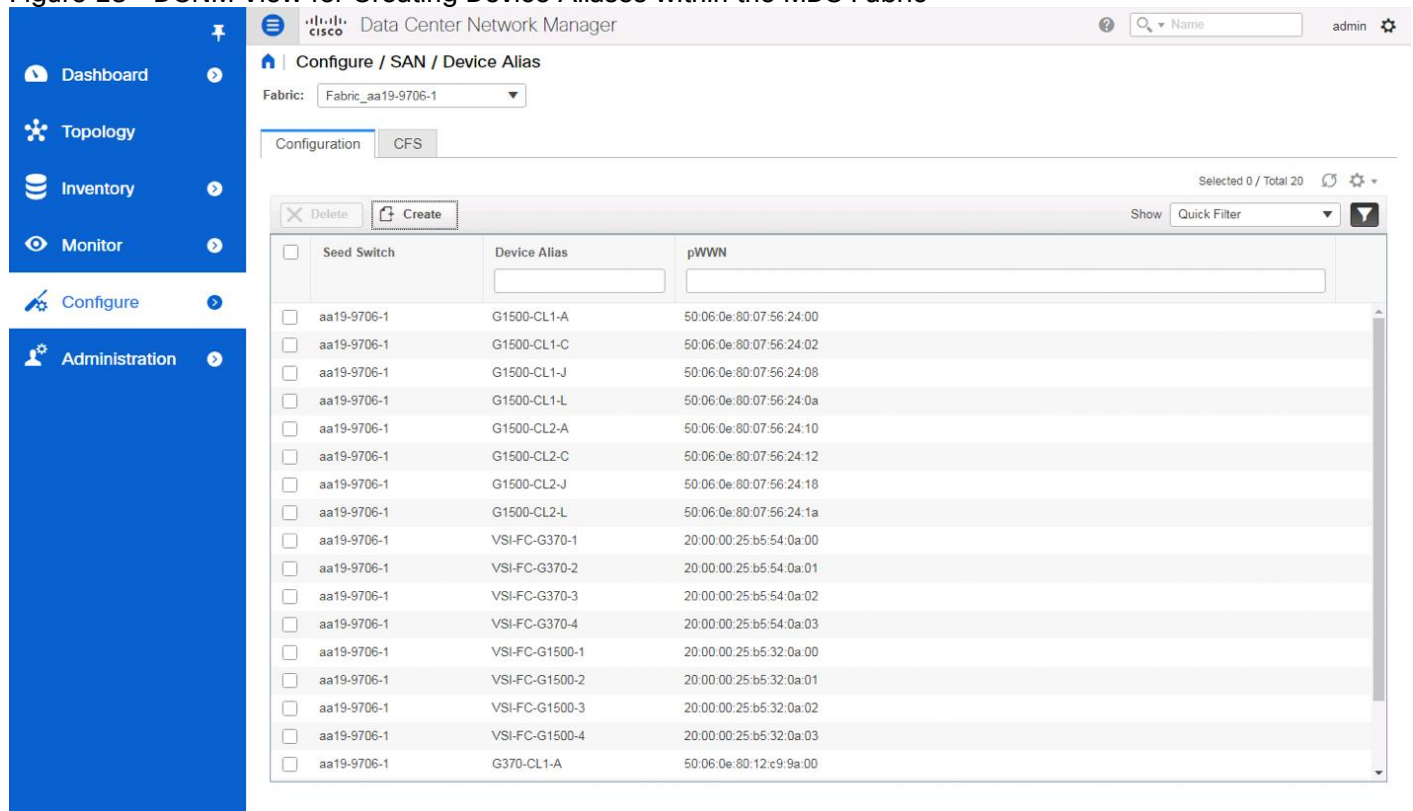 Data Center Network Manager
cisco
Name
admin
Dashboard
Topology
Inventory
Monitor
Configure
Administration
Configure / SAN / Device Alias
Fabric: Fabric_aa19-9706-1
Configuration CFS
Selected 0 / Total 20
Delete Create Show Quick Filter
Seed Switch Device Alias pWWN
aa19-9706-1 G1500-CL1-A 50:06:0e:80:07:56:24:00
aa19-9706-1 G1500-CL1-C 50:06:0e:80:07:56:24:02
aa19-9706-1 G1500-CL1-J 50:06:0e:80:07:56:24:08
aa19-9706-1 G1500-CL1-L 50:06:0e:80:07:56:24:0a
aa19-9706-1 G1500-CL2-A 50:06:0e:80:07:56:24:10
aa19-9706-1 G1500-CL2-C 50:06:0e:80:07:56:24:12
aa19-9706-1 G1500-CL2-J 50:06:0e:80:07:56:24:18
aa19-9706-1 G1500-CL2-L 50:06:0e:80:07:56:24:1a
aa19-9706-1 VSI-FC-G370-1 20:00:00:25:b5:54:0a:00
aa19-9706-1 VSI-FC-G370-2 20:00:00:25:b5:54:0a:01
aa19-9706-1 VSI-FC-G370-3 20:00:00:25:b5:54:0a:02
aa19-9706-1 VSI-FC-G370-4 20:00:00:25:b5:54:0a:03
aa19-9706-1 VSI-FC-G1500-1 20:00:00:25:b5:32:0a:00
aa19-9706-1 VSI-FC-G1500-2 20:00:00:25:b5:32:0a:01
aa19-9706-1 VSI-FC-G1500-3 20:00:00:25:b5:32:0a:02
aa19-9706-1 VSI-FC-G1500-4 20:00:00:25:b5:32:0a:03
aa19-9706-1 G370-CL1-A 50:06:0e:80:12:c9:9a:00